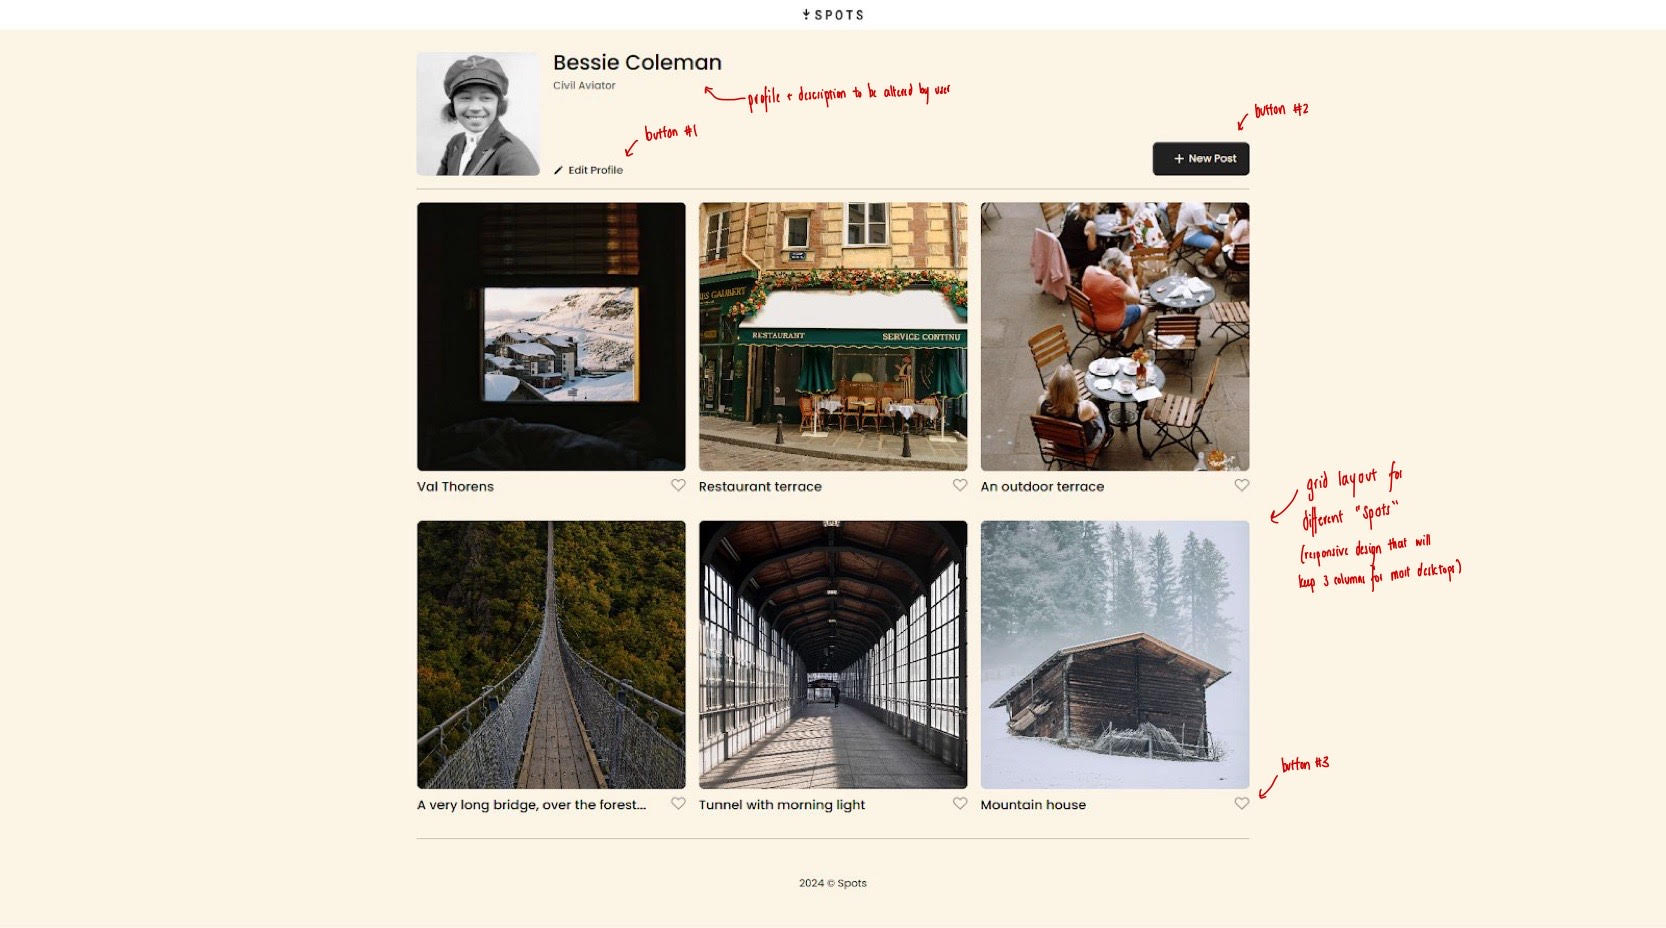 SPOTS
Bessie Coleman
Civil Aviator
profile + description to be altered by user
button #1
button #2
Edit Profile
+ New Post
RESTAURANT
SERVICE CONTINU
Val Thorens
Restaurant terrace
An outdoor terrace
grid layout for
different "spots"
(responsive design that will
keep 3 columns for most desktops)
button #3
A very long bridge, over the forest...
Tunnel with morning light
Mountain house
2024 © Spots